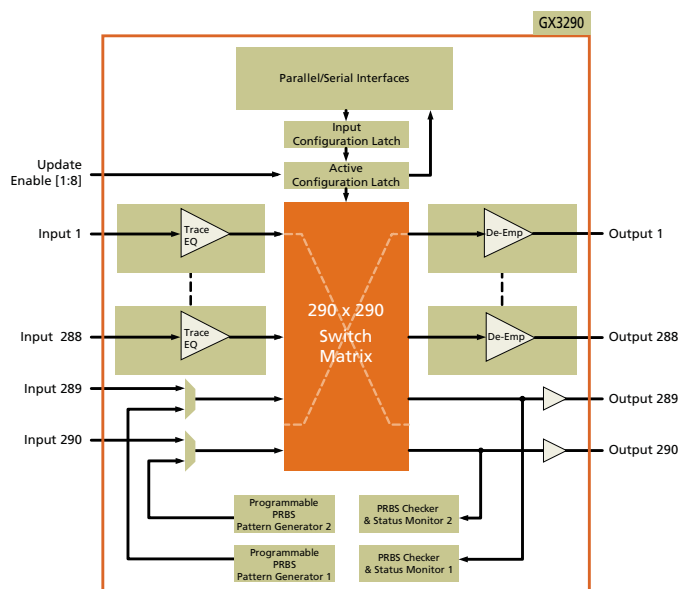 GX3290
Parallel/Serial Interfaces
Input
Configuration Latch
Update
Enable [1:8]
Active
Configuration Latch
Input 1
Trace
EQ
De-Emp
Output 1
290 x 290
Switch
Matrix
Input 288
Trace
EQ
De-Emp
Output 288
Input 289
Output 289
Input 290
Output 290
Programmable
PRBS
Pattern Generator 2
PRBS Checker
& Status Monitor 2
Programmable
PRBS
Pattern Generator 1
PRBS Checker
& Status Monitor 1